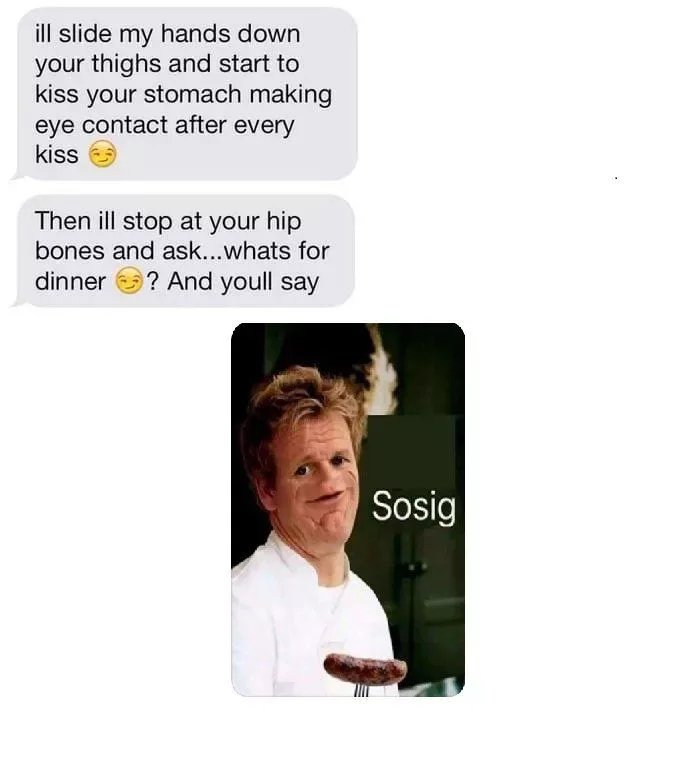 ill slide my hands down
your thighs and start to
kiss your stomach making
eye contact after every
kiss 😏
Then ill stop at your hip
bones and ask...whats for
dinner 😏? And youll say
Sosig